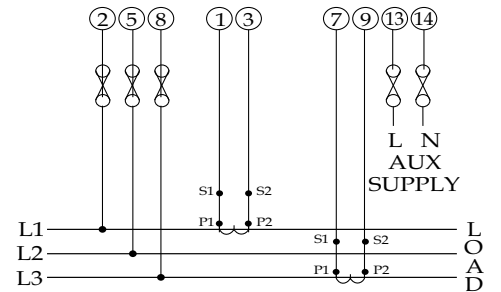 2 5 8 1 3 7 9 13 14
L N
AUX
SUPPLY
S1 S2
L1 P1 P2 L
S1 S2
L2 O
L3 P1 P2 A
D